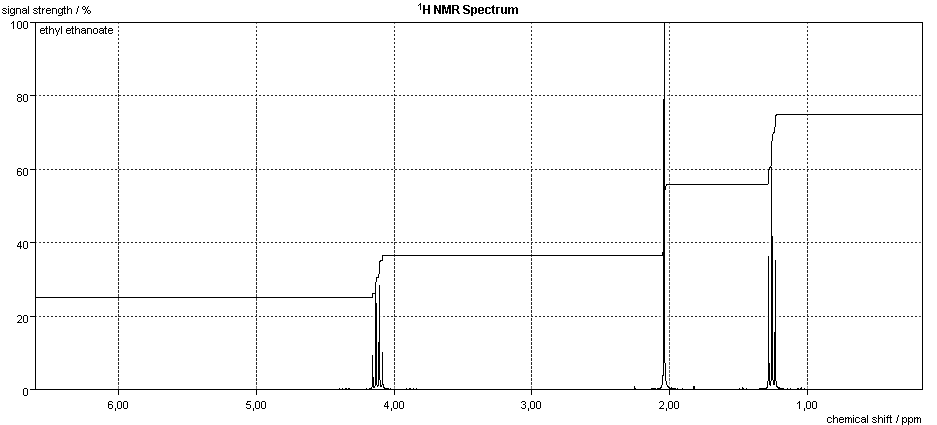 signal strength / %
¹H NMR Spectrum
100
ethyl ethanoate
80
60
40
20
0
6,00 5,00 4,00 3,00 2,00 1,00
chemical shift / ppm